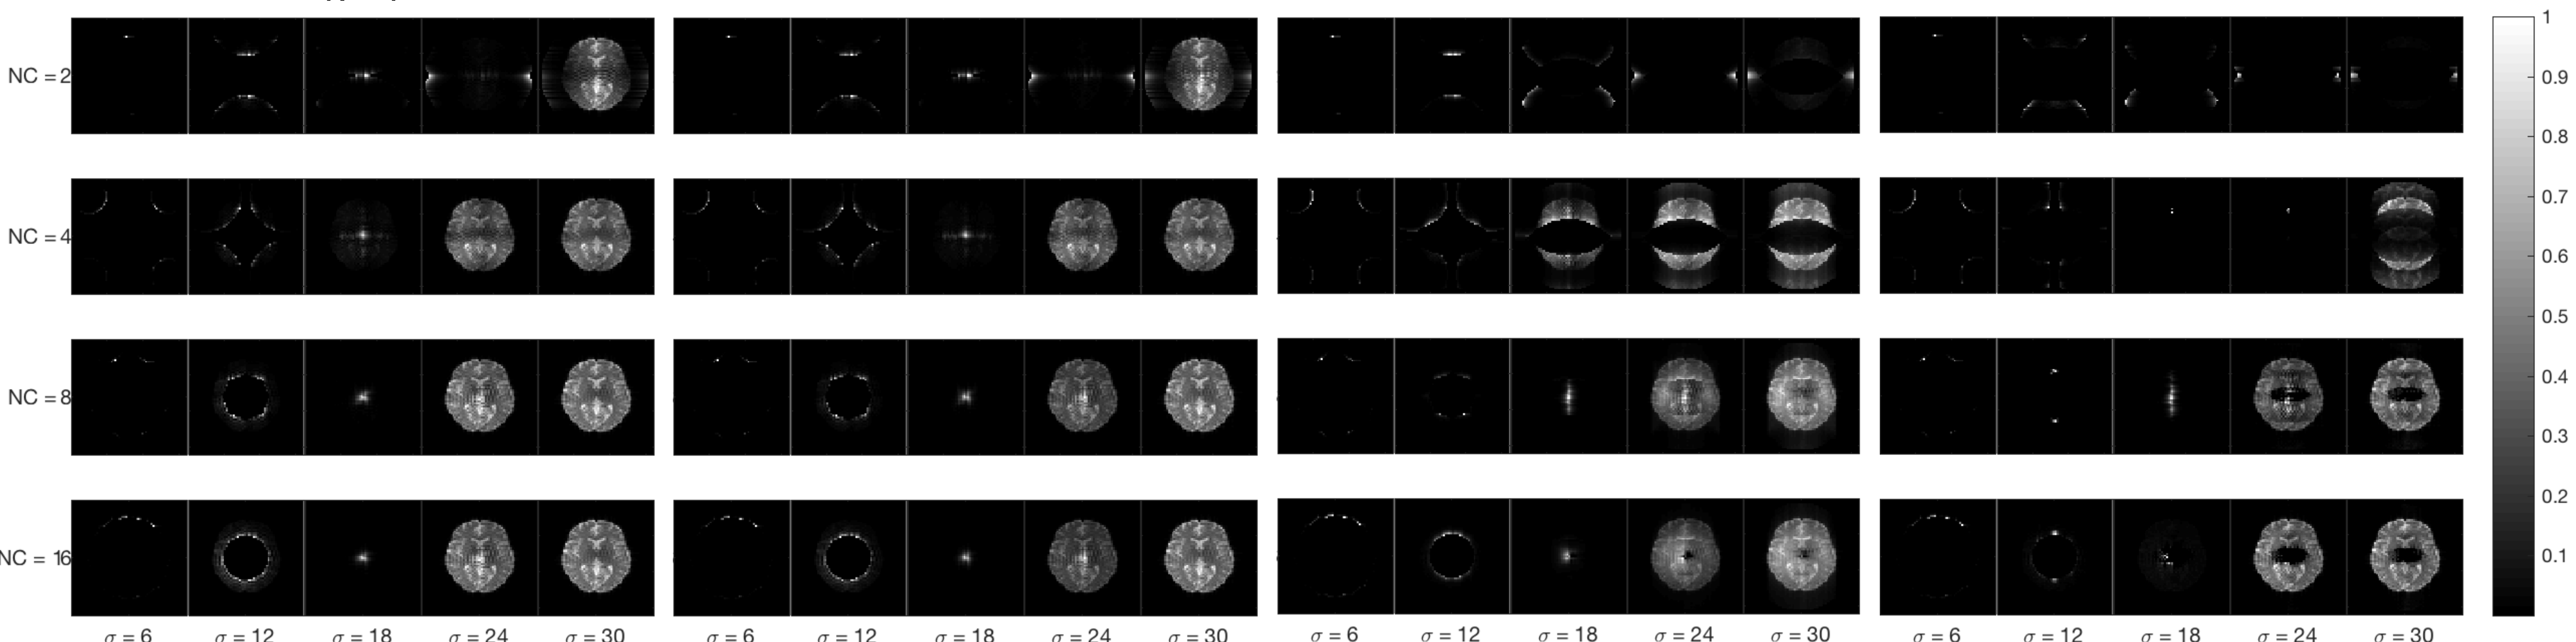 1
NC = 2
0.9
0.8
0.7
NC = 4
0.6
0.5
0.4
NC = 8
0.3
0.2
NC = 16
0.1
σ = 6 σ = 12 σ = 18 σ = 24 σ = 30 σ = 6 σ = 12 σ = 18 σ = 24 σ = 30 σ = 6 σ = 12 σ = 18 σ = 24 σ = 30 σ = 6 σ = 12 σ = 18 σ = 24 σ = 30